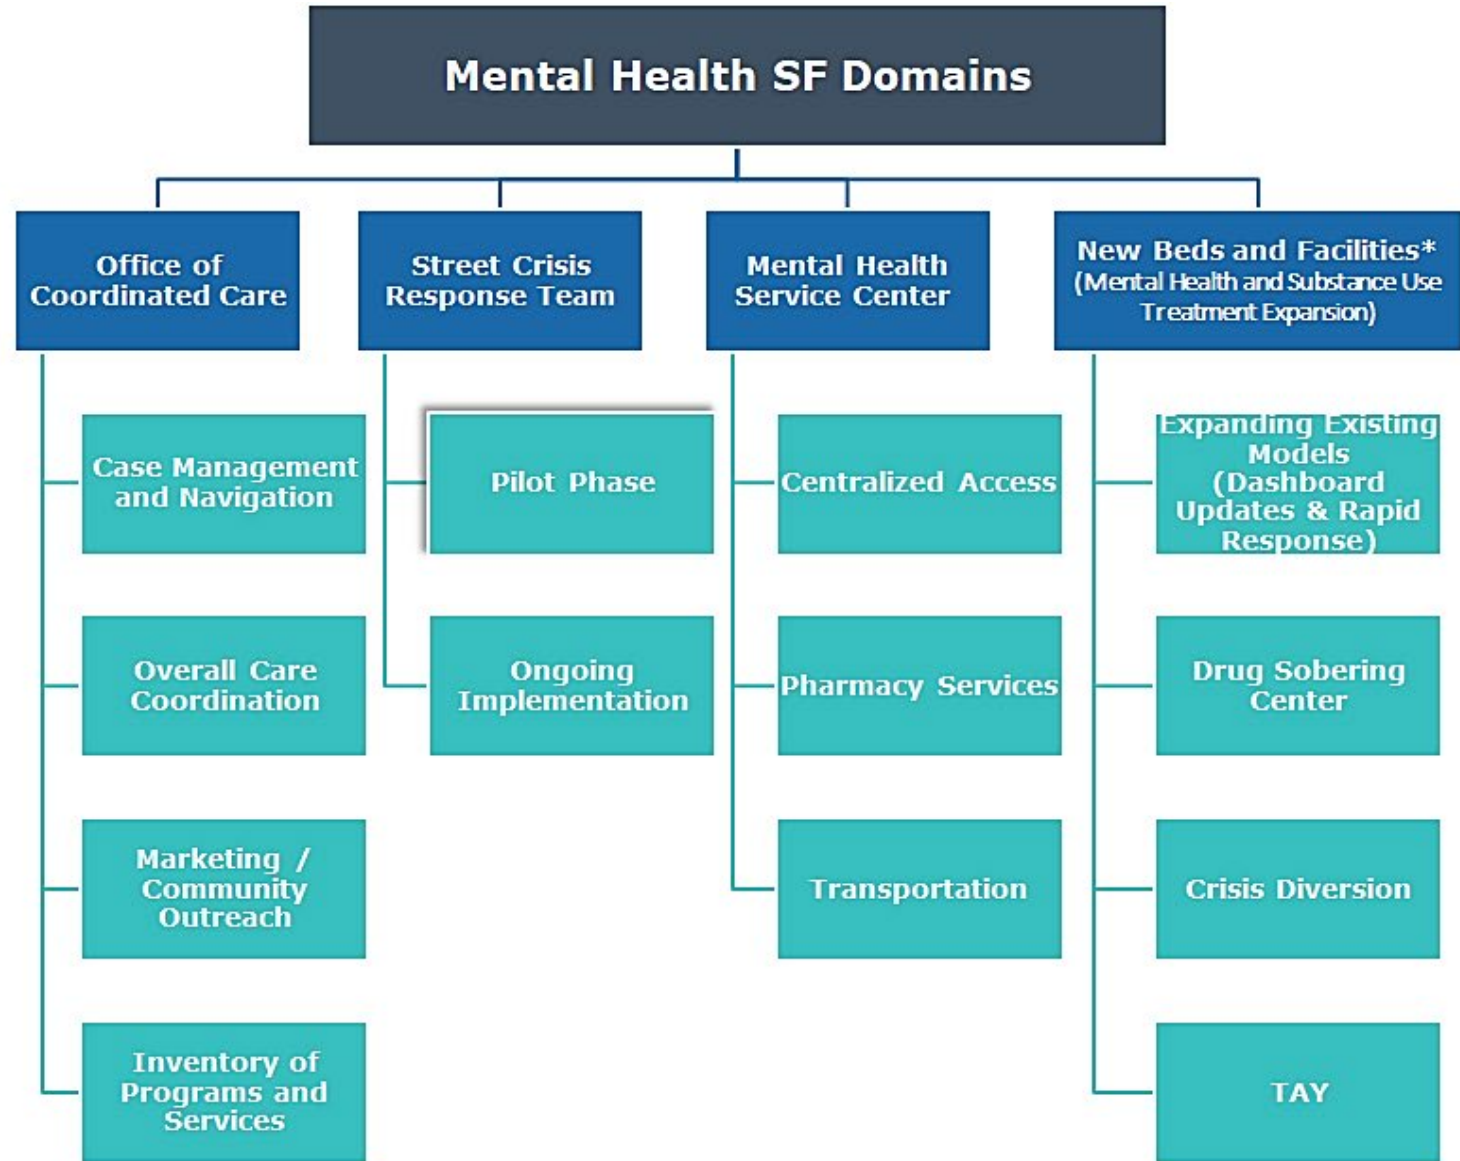 Mental Health SF Domains
Office of
Coordinated Care
Street Crisis
Response Team
Mental Health
Service Center
New Beds and Facilities*
(Mental Health and Substance Use
Treatment Expansion)
Case Management
and Navigation
Overall Care
Coordination
Marketing /
Community
Outreach
Inventory of
Programs and
Services
Pilot Phase
Ongoing
Implementation
Centralized Access
Pharmacy Services
Transportation
Expanding Existing
Models
(Dashboard
Updates & Rapid
Response)
Drug Sobering
Center
Crisis Diversion
TAY